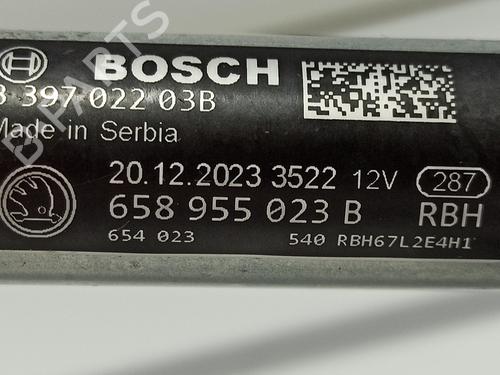 BOSCH
3 397 022 03B
Made in Serbia
20.12.2023 3522 12V 287
658 955 023 B RBH
654 023 540 RBH67L2E4H1
B PARTS